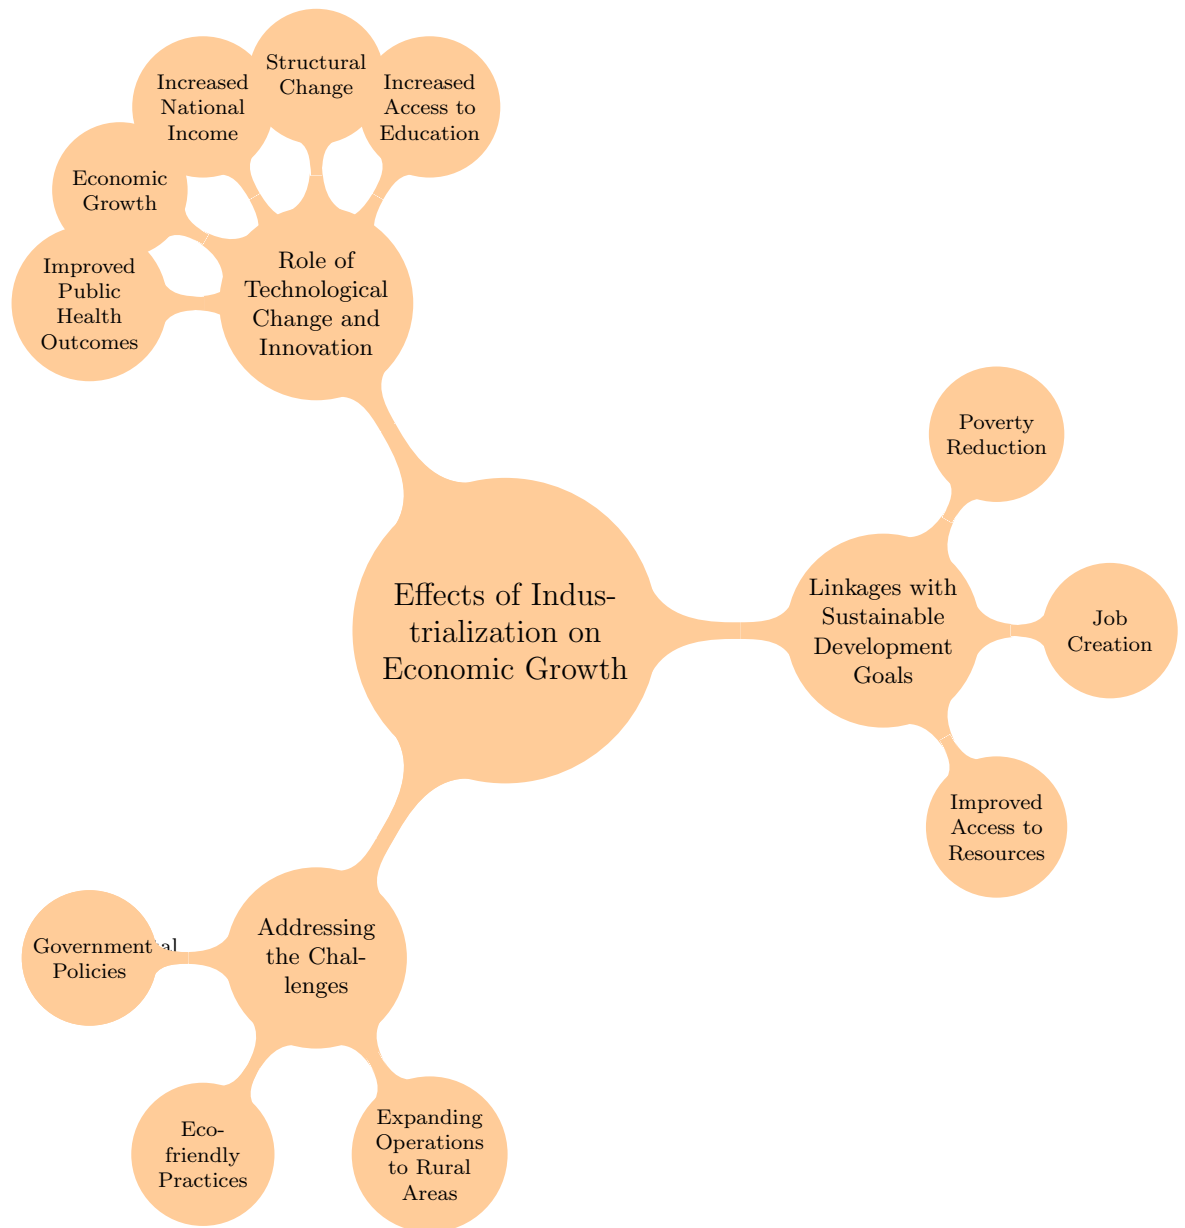 Structural
Change
Increased
National
Income
Increased
Access to
Education
Economic
Growth
Improved
Public
Health
Outcomes
Role of
Technological
Change and
Innovation
Poverty
Reduction
Effects of Indus-
trialization on
Economic Growth
Linkages with
Sustainable
Development
Goals
Job
Creation
Improved
Access to
Resources
Addressing
the Chal-
lenges
Governmental
Policies
Eco-
friendly
Practices
Expanding
Operations
to Rural
Areas